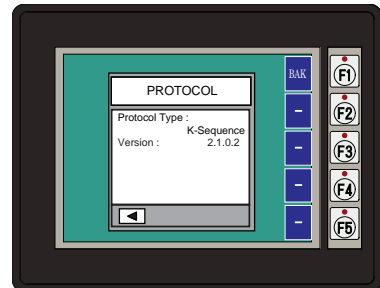 PROTOCOL
Protocol Type :
K-Sequence
Version : 2.1.0.2
BAK
-
-
-
-
F1
F2
F3
F4
F5